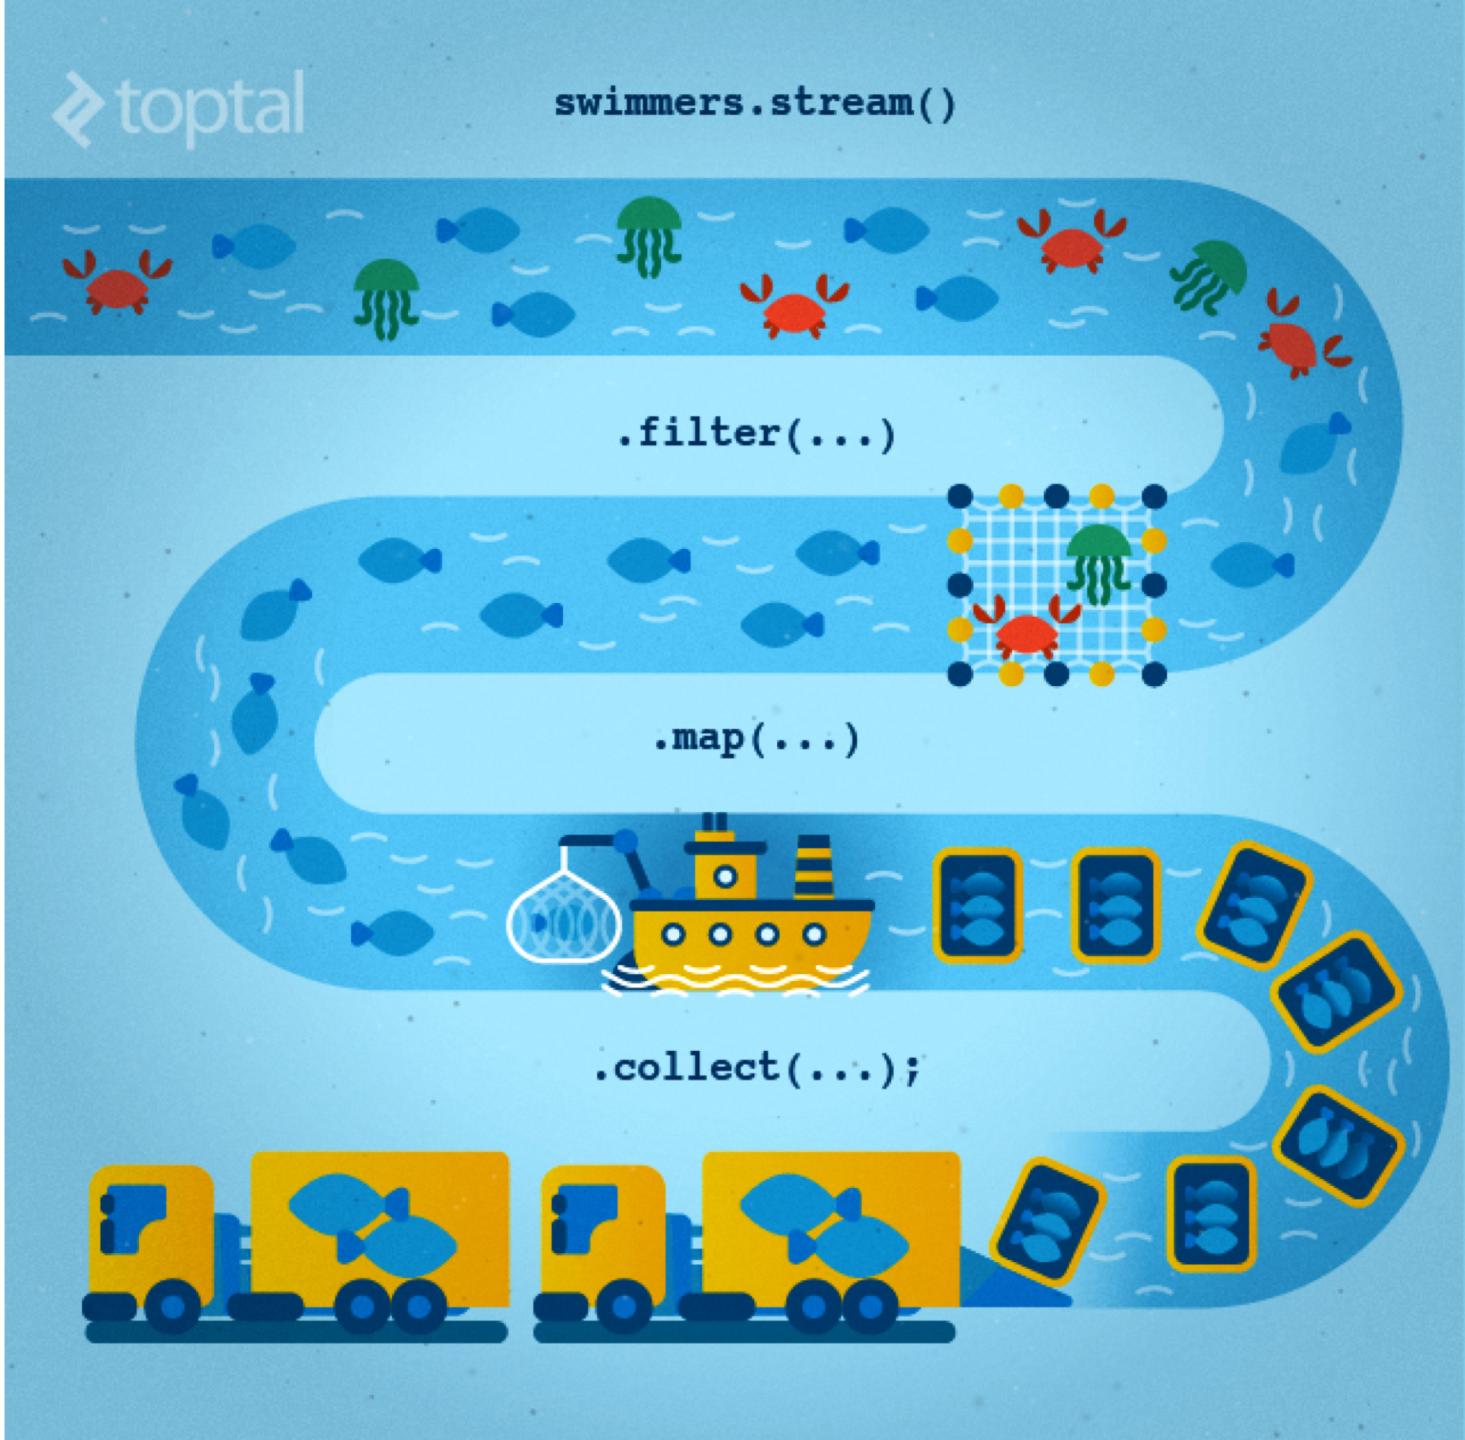 toptal
swimmers.stream()
.filter(...)
.map(...)
.collect(...);